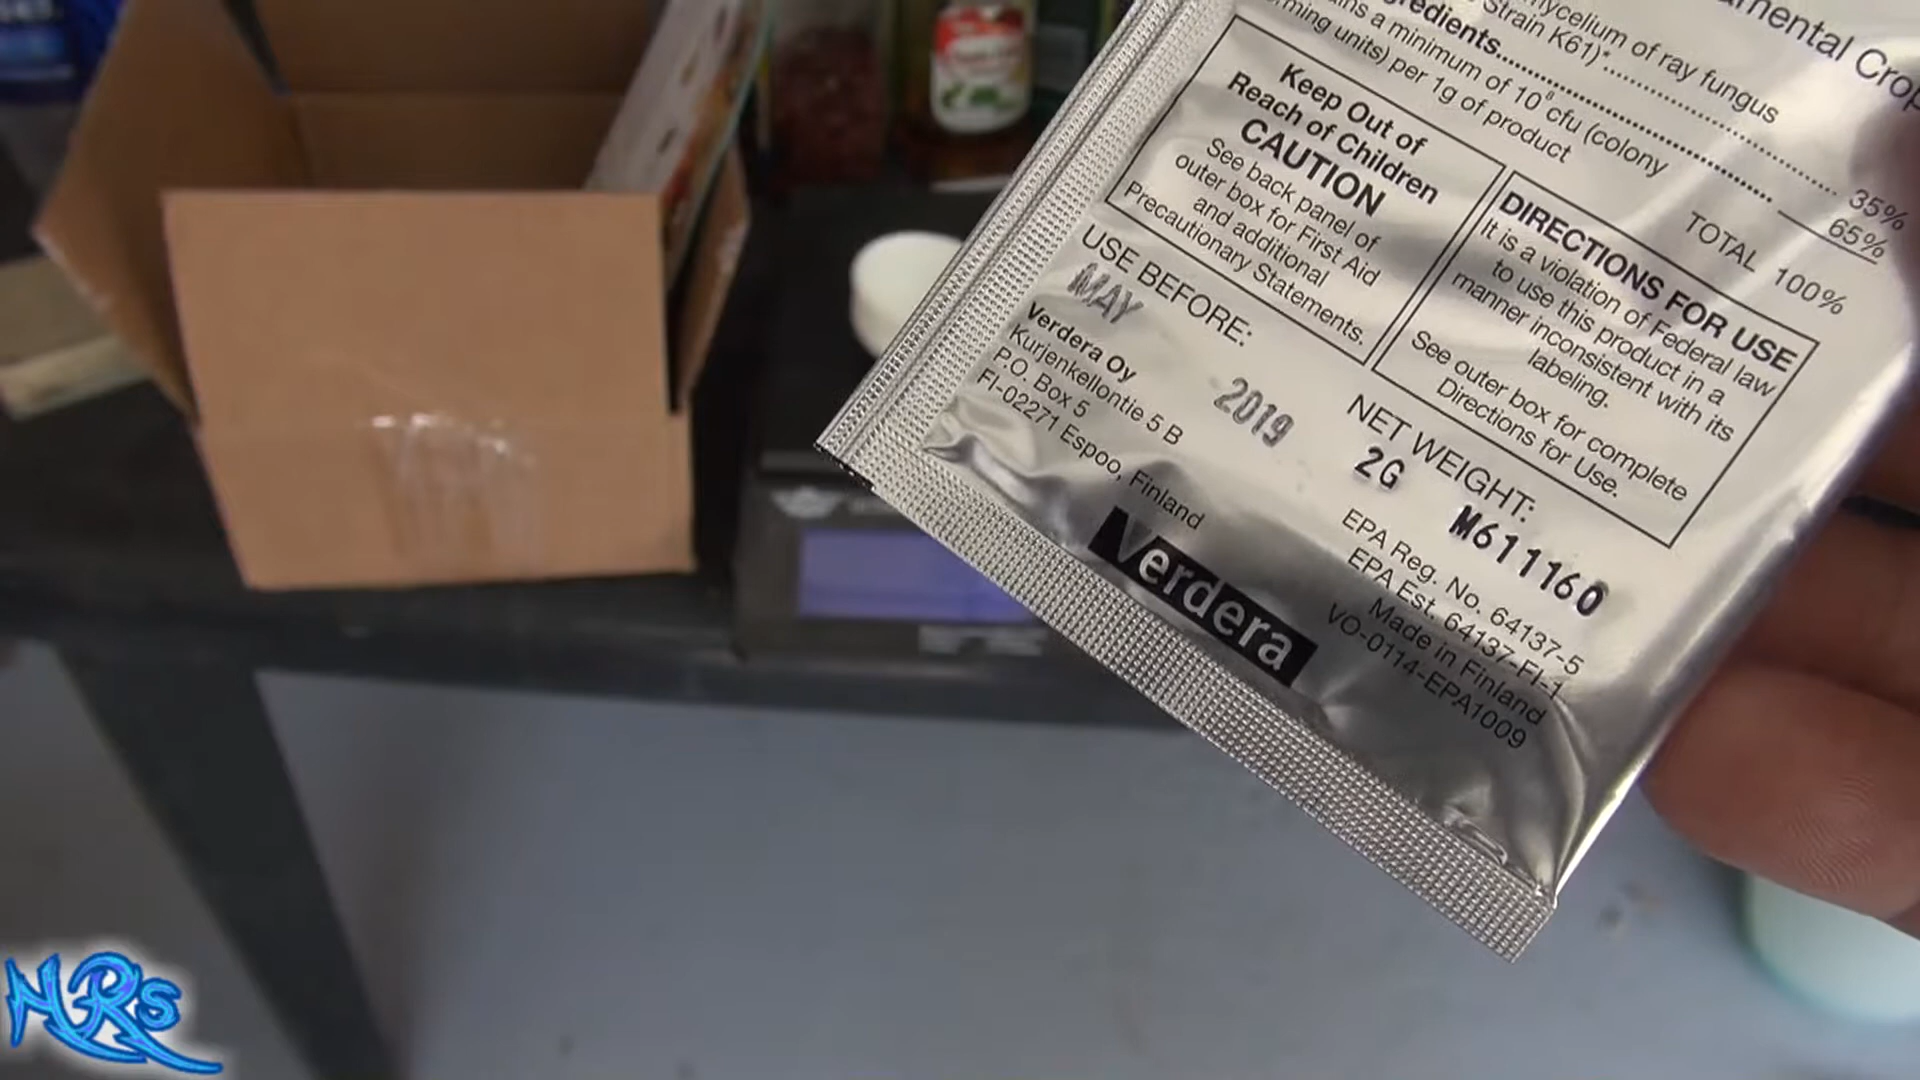 rnental Crop
mycelium of ray fungus
Strain K61)*.......... 35%
gredients.......... 65%
TOTAL 100%
ins a minimum of 10⁸ cfu (colony
rming units) per 1g of product
Keep Out of
Reach of Children
CAUTION
See back panel of
outer box for First Aid
and additional
Precautionary Statements.
DIRECTIONS FOR USE
It is a violation of Federal law
to use this product in a
manner inconsistent with its
labeling.
See outer box for complete
Directions for Use.
USE BEFORE:
MAY 2019
Verdera Oy
Kurjenkellontie 5 B
P.O. Box 5
FI-02271 Espoo, Finland
NET WEIGHT:
2G
M611160
EPA Reg. No. 64137-5
EPA Est. 64137-FI-1
Made in Finland
VO-0114-EPA1009
Verdera
NRS